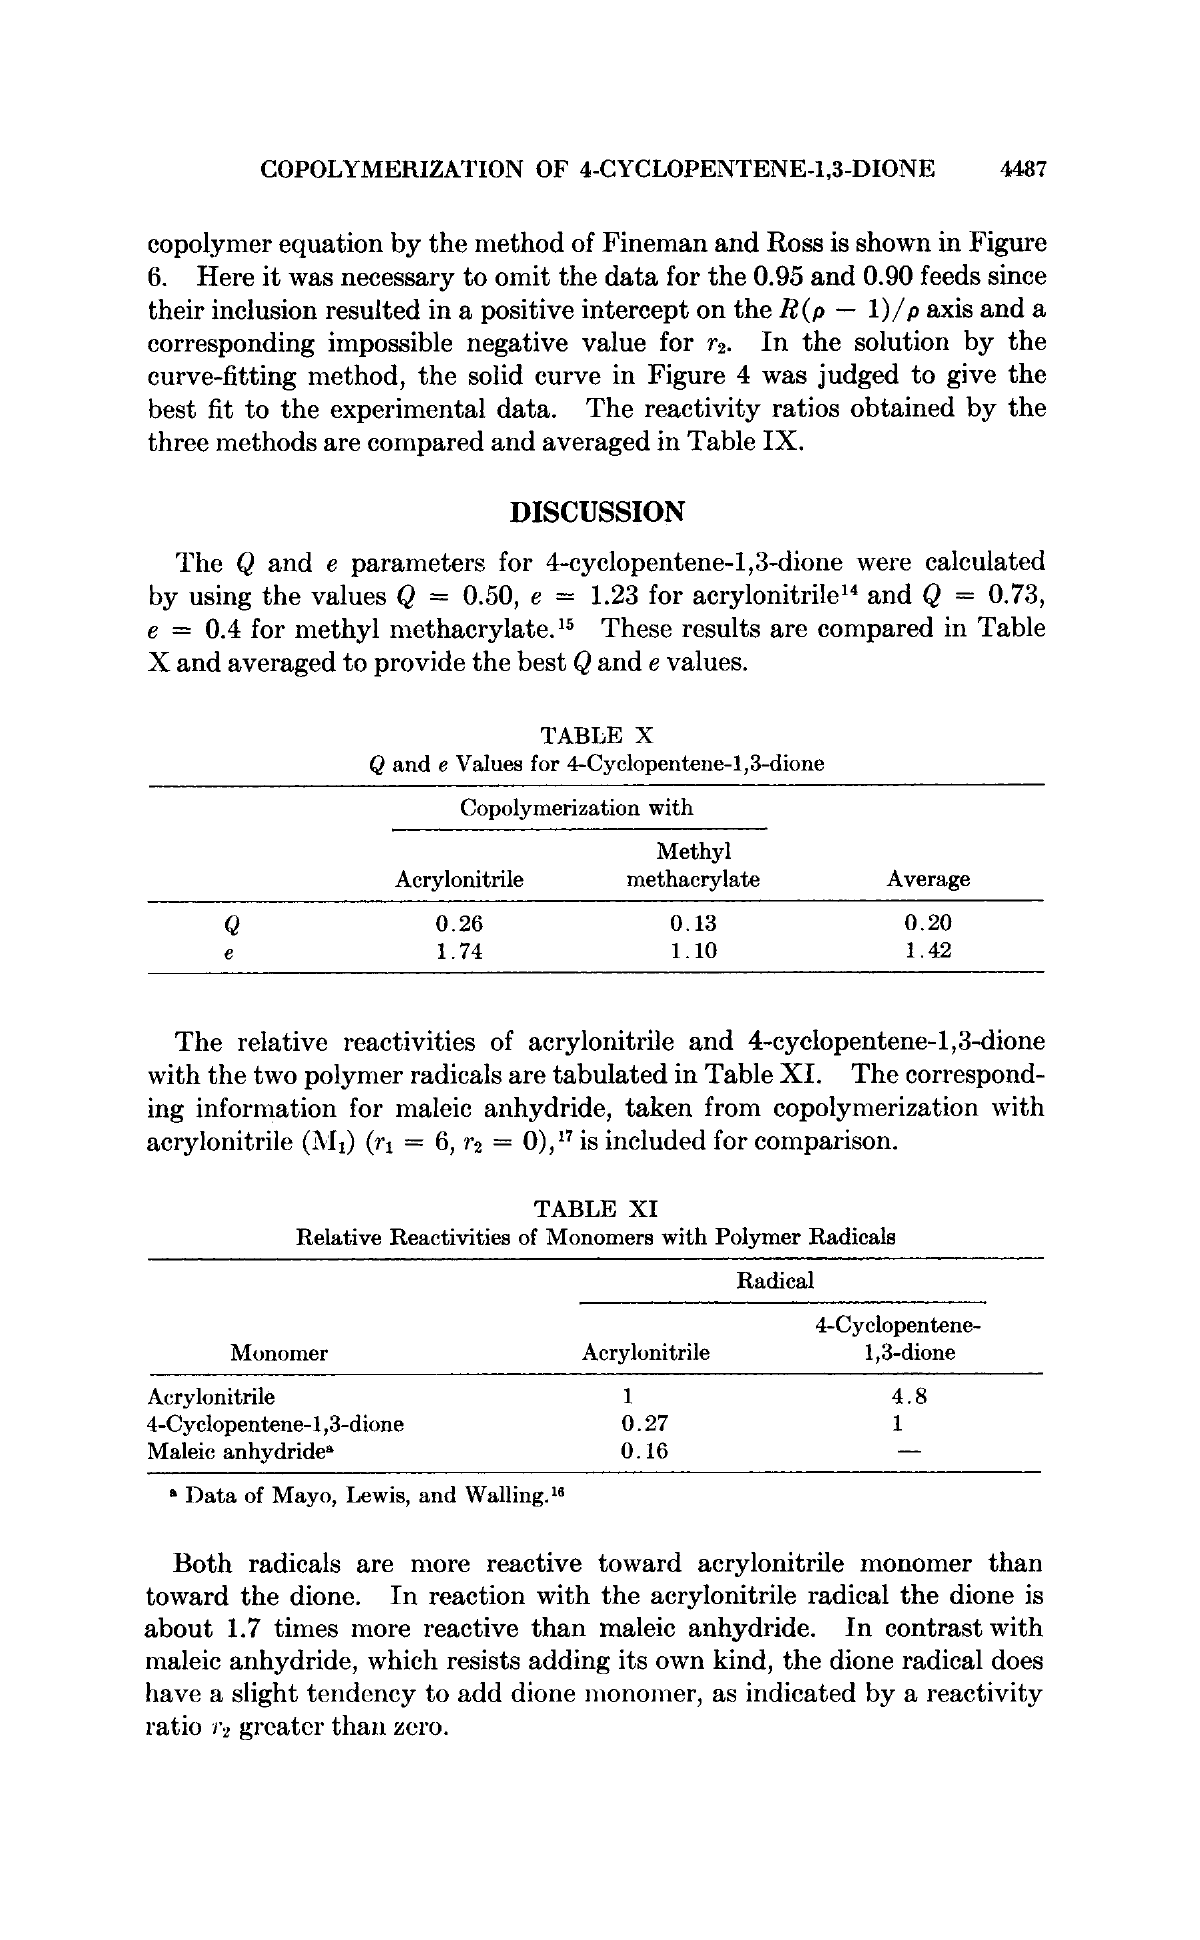 COPOLYMERIZATION OF 4-CYCLOPENTENE-1,3-DIONE 4487
copolymer equation by the method of Fineman and Ross is shown in Figure
6. Here it was necessary to omit the data for the 0.95 and 0.90 feeds since
their inclusion resulted in a positive intercept on the R(ρ − 1)/ρ axis and a
corresponding impossible negative value for r₂. In the solution by the
curve-fitting method, the solid curve in Figure 4 was judged to give the
best fit to the experimental data. The reactivity ratios obtained by the
three methods are compared and averaged in Table IX.
DISCUSSION
The Q and e parameters for 4-cyclopentene-1,3-dione were calculated
by using the values Q = 0.50, e = 1.23 for acrylonitrile¹⁴ and Q = 0.73,
e = 0.4 for methyl methacrylate.¹⁵ These results are compared in Table
X and averaged to provide the best Q and e values.
TABLE X
Q and e Values for 4-Cyclopentene-1,3-dione
Copolymerization with
Methyl
Acrylonitrile methacrylate Average
Q 0.26 0.13 0.20
e 1.74 1.10 1.42
The relative reactivities of acrylonitrile and 4-cyclopentene-1,3-dione
with the two polymer radicals are tabulated in Table XI. The correspond-
ing information for maleic anhydride, taken from copolymerization with
acrylonitrile (M₁) (r₁ = 6, r₂ = 0),¹⁷ is included for comparison.
TABLE XI
Relative Reactivities of Monomers with Polymer Radicals
Radical
4-Cyclopentene-
Monomer Acrylonitrile 1,3-dione
Acrylonitrile 1 4.8
4-Cyclopentene-1,3-dione 0.27 1
Maleic anhydrideᵃ 0.16 —
ᵃ Data of Mayo, Lewis, and Walling.¹⁶
Both radicals are more reactive toward acrylonitrile monomer than
toward the dione. In reaction with the acrylonitrile radical the dione is
about 1.7 times more reactive than maleic anhydride. In contrast with
maleic anhydride, which resists adding its own kind, the dione radical does
have a slight tendency to add dione monomer, as indicated by a reactivity
ratio r₂ greater than zero.